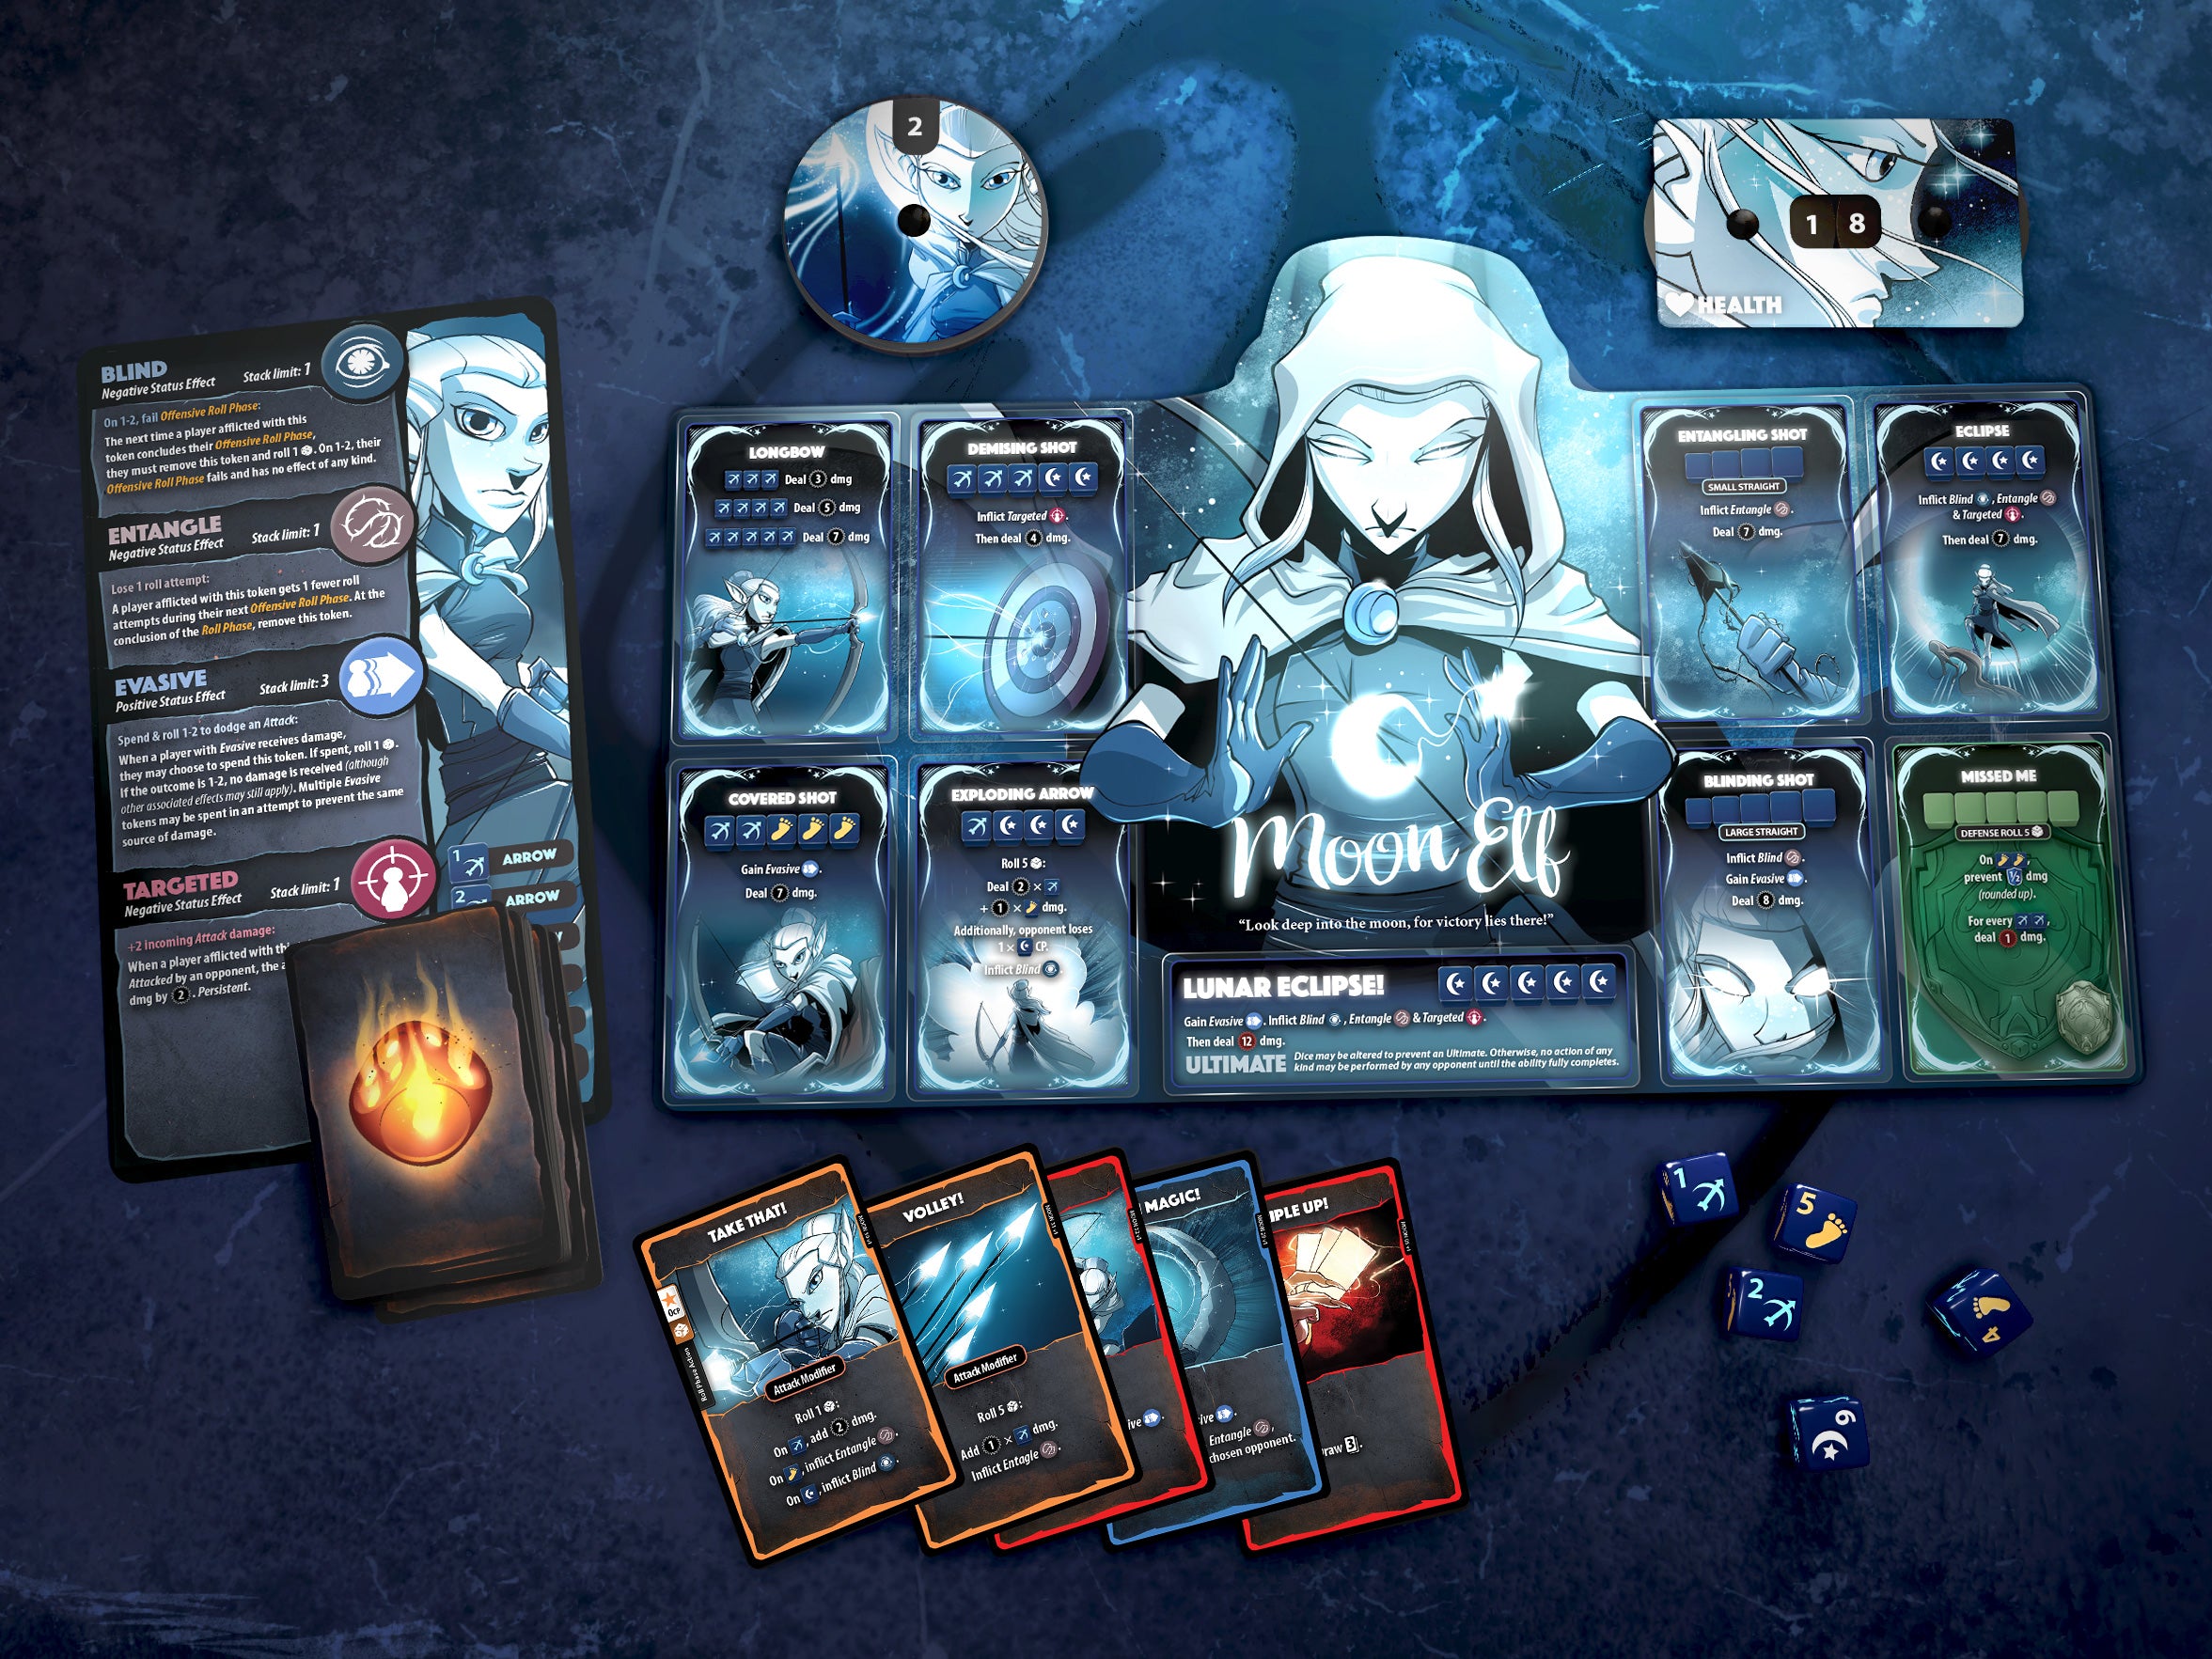 2
1 8
HEALTH
BLIND
Negative Status Effect
Stack limit: 1
On 1-2, fail Offensive Roll Phase:
The next time a player afflicted with this
token concludes their Offensive Roll Phase,
they must remove this token and roll 1. On 1-2, their
Offensive Roll Phase fails and has no effect of any kind.
ENTANGLE
Negative Status Effect
Stack limit: 1
Lose 1 roll attempt:
A player afflicted with this token gets 1 fewer roll
attempts during their next Offensive Roll Phase. At the
conclusion of the Roll Phase, remove this token.
EVASIVE
Positive Status Effect
Stack limit: 3
Spend & roll 1-2 to dodge an Attack:
When a player with Evasive receives damage,
they may choose to spend this token. If spent, roll 1.
If the outcome is 1-2, no damage is received (although
other associated effects may still apply). Multiple Evasive
tokens may be spent in an attempt to prevent the same
source of damage.
TARGETED
Negative Status Effect
Stack limit: 1
+2 incoming Attack damage:
When a player afflicted with
Attacked by an opponent, the
dmg by 2. Persistent.
1 ARROW
2 ARROW
LONGBOW
Deal 3 dmg
Deal 5 dmg
Deal 7 dmg
DEMISING SHOT
Inflict Targeted.
Then deal 4 dmg.
COVERED SHOT
Gain Evasive.
Deal 7 dmg.
EXPLODING ARROW
Roll 5:
Deal 2 ×
+ 1 × dmg.
Additionally, opponent loses
1 × CP.
Inflict Blind
Moon Elf
“Look deep into the moon, for victory lies there!”
LUNAR ECLIPSE!
Gain Evasive. Inflict Blind, Entangle & Targeted.
Then deal 12 dmg.
ULTIMATE
Dice may be altered to prevent an Ultimate. Otherwise, no action of any
kind may be performed by any opponent until the ability fully completes.
ENTANGLING SHOT
SMALL STRAIGHT
Inflict Entangle.
Deal 7 dmg.
ECLIPSE
Inflict Blind, Entangle
& Targeted.
Then deal 7 dmg.
BLINDING SHOT
LARGE STRAIGHT
Inflict Blind.
Gain Evasive.
Deal 8 dmg.
MISSED ME
DEFENSE ROLL 5
On,
prevent 1/2 dmg
(rounded up).
For every,
deal 1 dmg.
TAKE THAT!
0CP
Roll Phase Action
Attack Modifier
Roll 1:
On, add 2 dmg.
On, inflict Entangle.
On, inflict Blind.
VOLLEY!
Attack Modifier
Roll 5:
Add 1 × dmg.
Inflict Entagle.
MAGIC!
Entangle,
chosen opponent.
UP!
3.
1
5
2
4
6